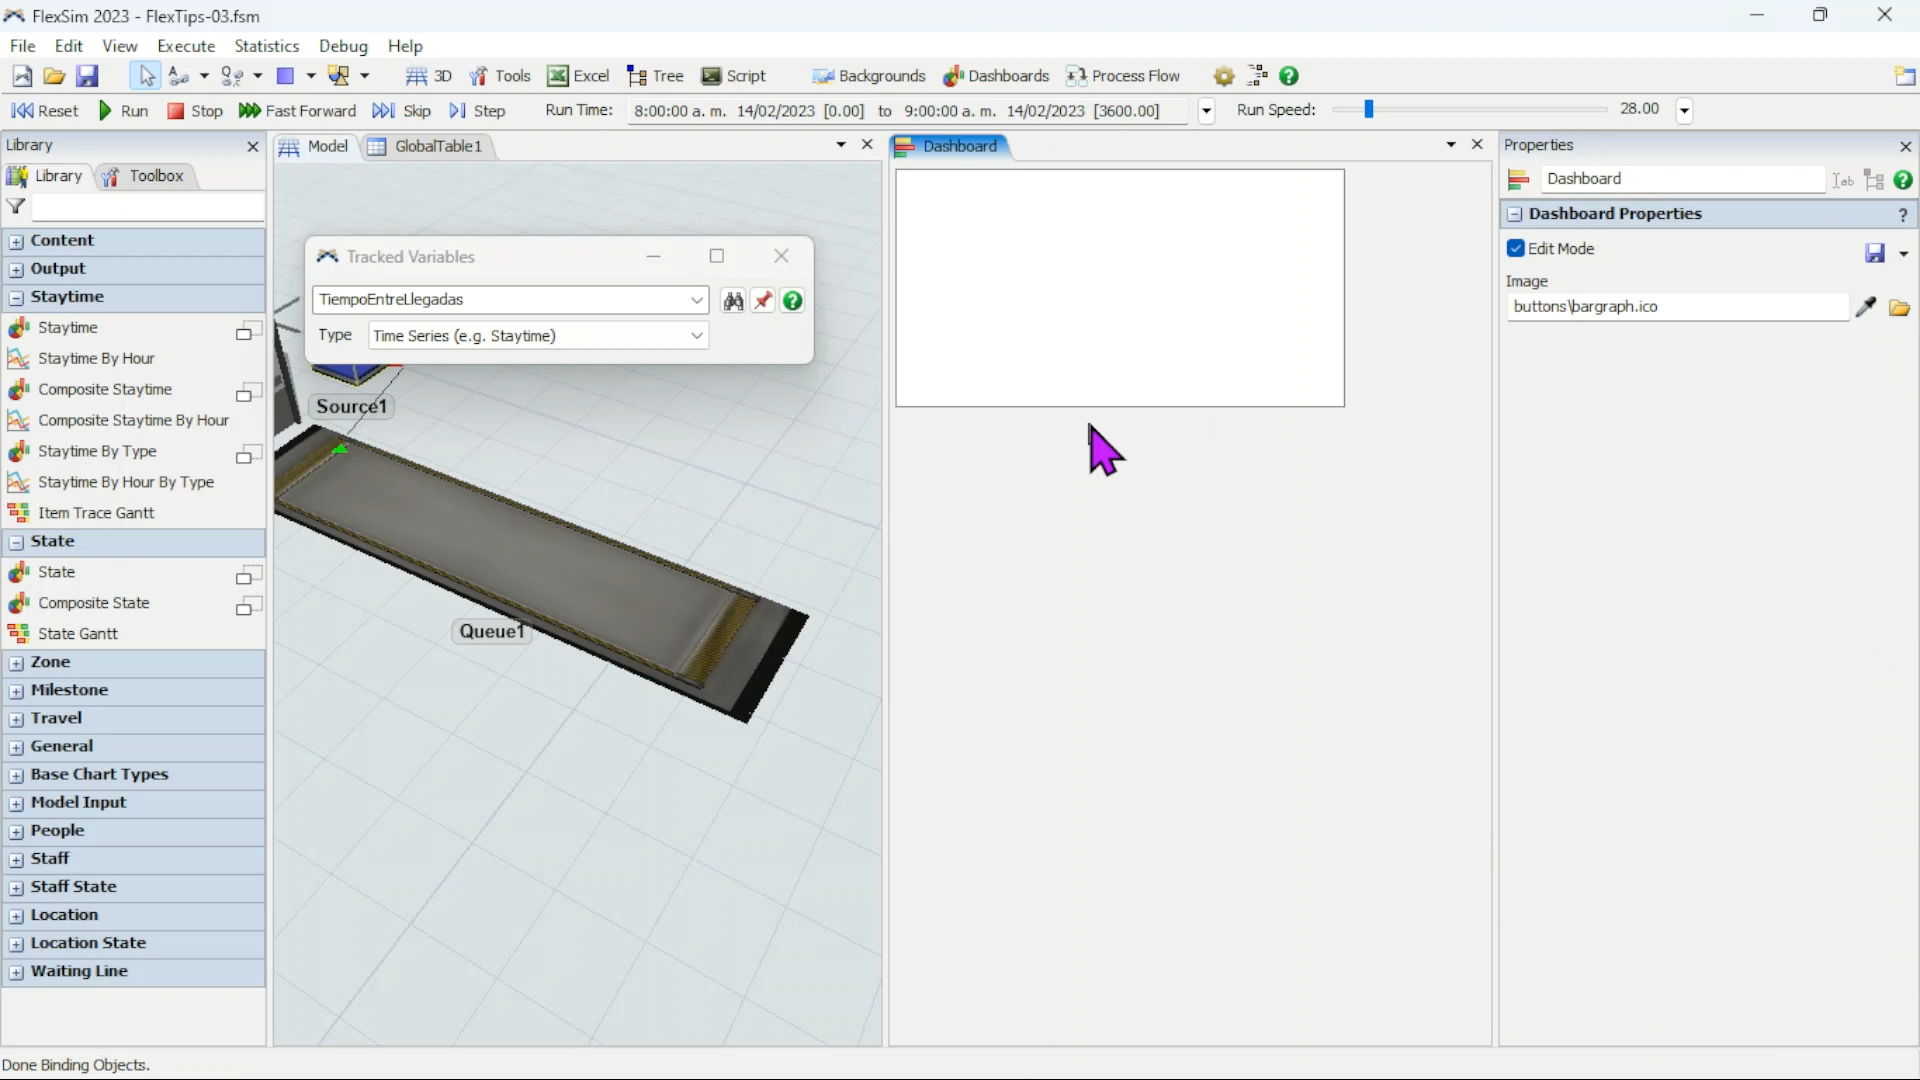 FlexSim 2023 - FlexTips-03.fsm
File Edit View Execute Statistics Debug Help
3D Tools Excel Tree Script Backgrounds Dashboards Process Flow
Reset Run Stop Fast Forward Skip Step Run Time: 8:00:00 a. m. 14/02/2023 [0.00] to 9:00:00 a. m. 14/02/2023 [3600.00] Run Speed: 28.00
Library
Library Toolbox
Content
Output
Staytime
Staytime
Staytime By Hour
Composite Staytime
Composite Staytime By Hour
Staytime By Type
Staytime By Hour By Type
Item Trace Gantt
State
State
Composite State
State Gantt
Zone
Milestone
Travel
General
Base Chart Types
Model Input
People
Staff
Staff State
Location
Location State
Waiting Line
Model GlobalTable1
Tracked Variables
TiempoEntreLlegadas
Type Time Series (e.g. Staytime)
Source1
Queue1
Dashboard
Properties
Dashboard
Dashboard Properties ?
Edit Mode
Image
buttons\bargraph.ico
Done Binding Objects.